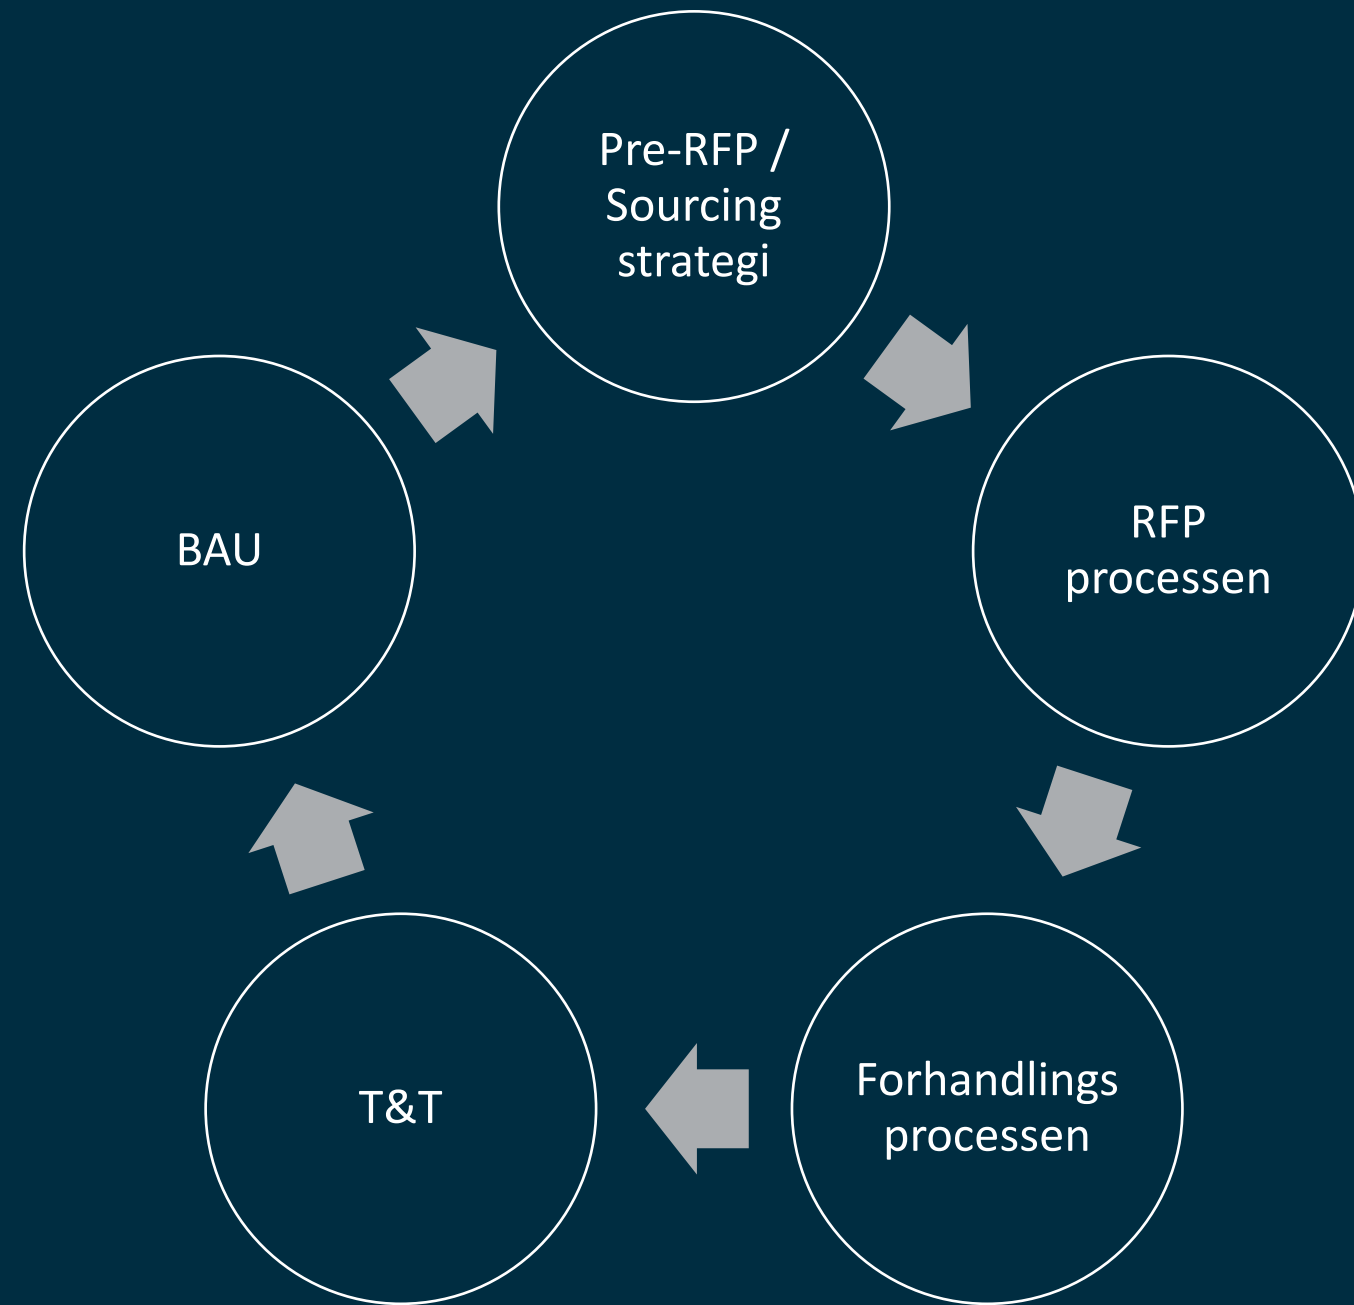 Pre-RFP /
Sourcing
strategi
RFP
processen
Forhandlings
processen
T&T
BAU